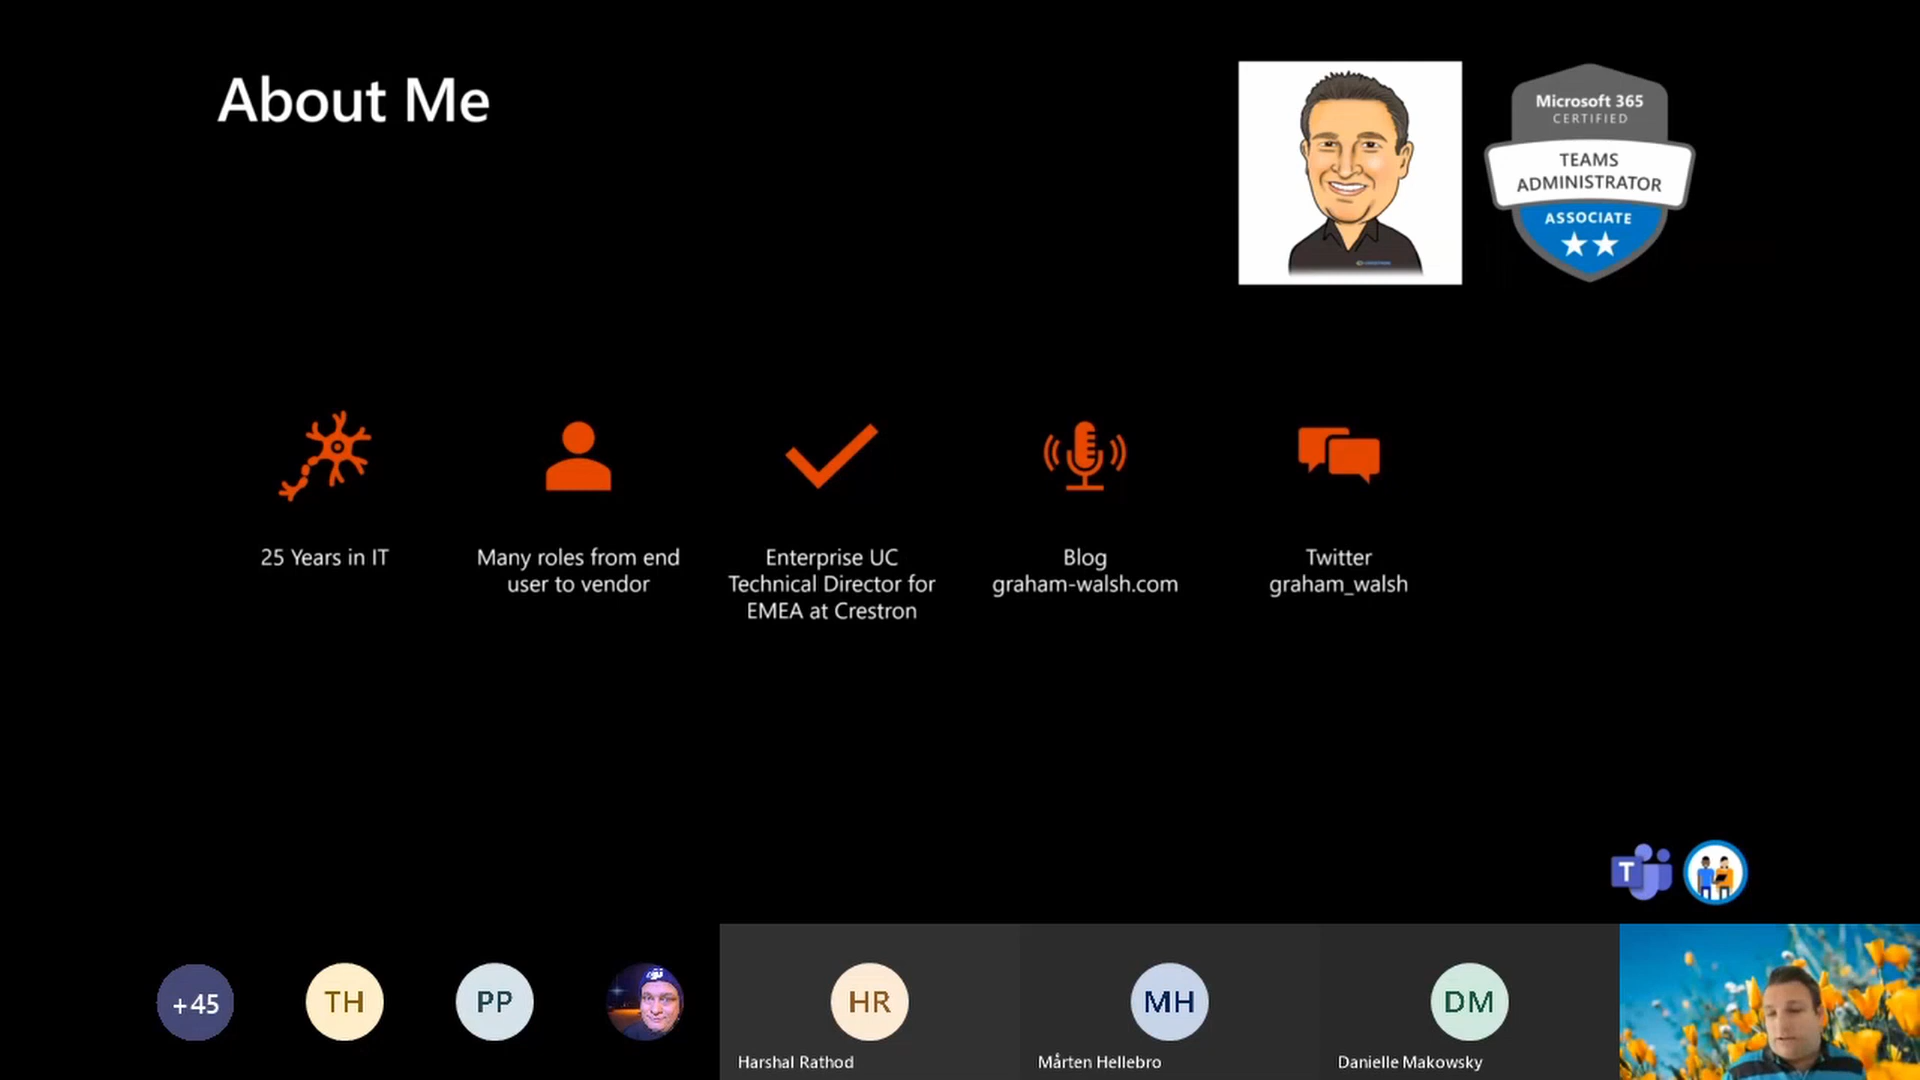 About Me
Microsoft 365
CERTIFIED
TEAMS
ADMINISTRATOR
ASSOCIATE
25 Years in IT
Many roles from end
user to vendor
Enterprise UC
Technical Director for
EMEA at Crestron
Blog
graham-walsh.com
Twitter
graham_walsh
T
+45
TH
PP
HR
Harshal Rathod
MH
Mårten Hellebro
DM
Danielle Makowsky